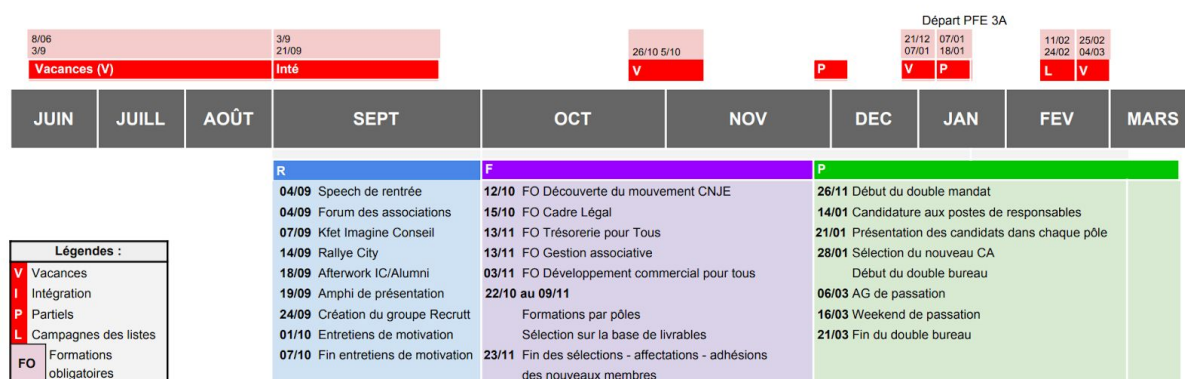 Départ PFE 3A
8/06
3/9
3/9
21/09
26/10 5/10
21/12
07/01
07/01
18/01
11/02
24/02
25/02
04/03
Vacances (V)
Inté
V
P
V
P
L
V
JUIN
JUILL
AOÛT
SEPT
OCT
NOV
DEC
JAN
FEV
MARS
R
04/09 Speech de rentrée
04/09 Forum des associations
07/09 Kfet Imagine Conseil
14/09 Rallye City
18/09 Afterwork IC/Alumni
19/09 Amphi de présentation
24/09 Création du groupe Recrutt
01/10 Entretiens de motivation
07/10 Fin entretiens de motivation
F
12/10 FO Découverte du mouvement CNJE
15/10 FO Cadre Légal
13/11 FO Trésorerie pour Tous
13/11 FO Gestion associative
03/11 FO Développement commercial pour tous
22/10 au 09/11
Formations par pôles
Sélection sur la base de livrables
23/11 Fin des sélections - affectations - adhésions
des nouveaux membres
P
26/11 Début du double mandat
14/01 Candidature aux postes de responsables
21/01 Présentation des candidats dans chaque pôle
28/01 Sélection du nouveau CA
Début du double bureau
06/03 AG de passation
16/03 Weekend de passation
21/03 Fin du double bureau
Légendes :
V Vacances
I Intégration
P Partiels
L Campagnes des listes
FO Formations
obligatoires